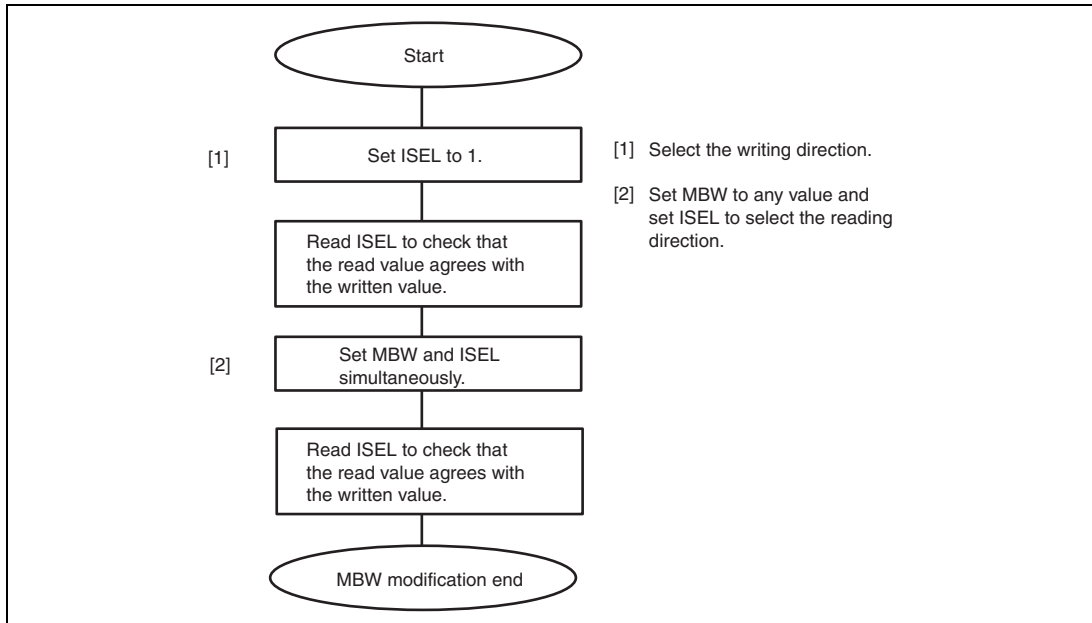 Start
[1]
Set ISEL to 1.
[1] Select the writing direction.
[2] Set MBW to any value and
set ISEL to select the reading
direction.
Read ISEL to check that
the read value agrees with
the written value.
[2]
Set MBW and ISEL
simultaneously.
Read ISEL to check that
the read value agrees with
the written value.
MBW modification end